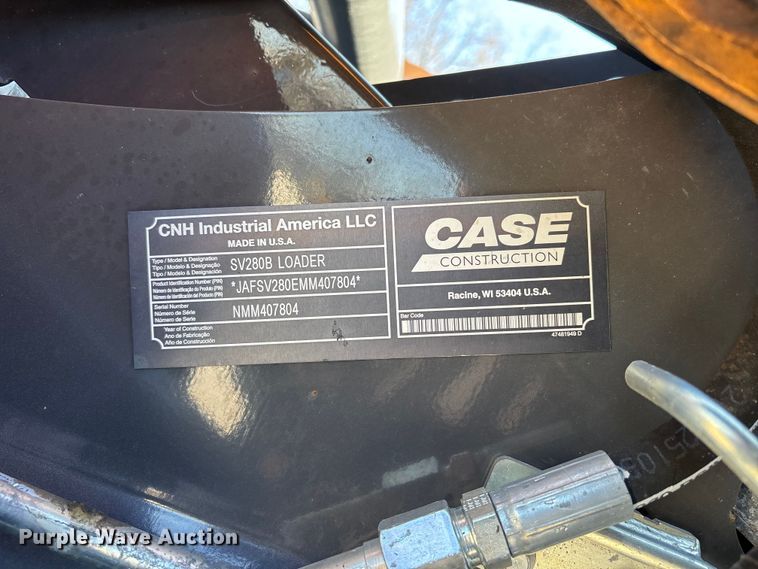 CNH Industrial America LLC
MADE IN U.S.A.
Type / Model & Designation
Tipo / Modelo & Designação
Tipo / Modelo & Designación
SV280B LOADER
Product Identification Number (PIN)
Número de Identificação do Produto (PIN)
Número de Identificación del Product (PIN)
*JAFSV280EMM407804*
Serial Number
Número de Série
Número de Serie
NMM407804
Year of Construction
Ano de Fabricação
Año de Construcción
CASE
CONSTRUCTION
Racine, WI 53404 U.S.A.
Bar Code
47481949 D
Purple Wave Auction